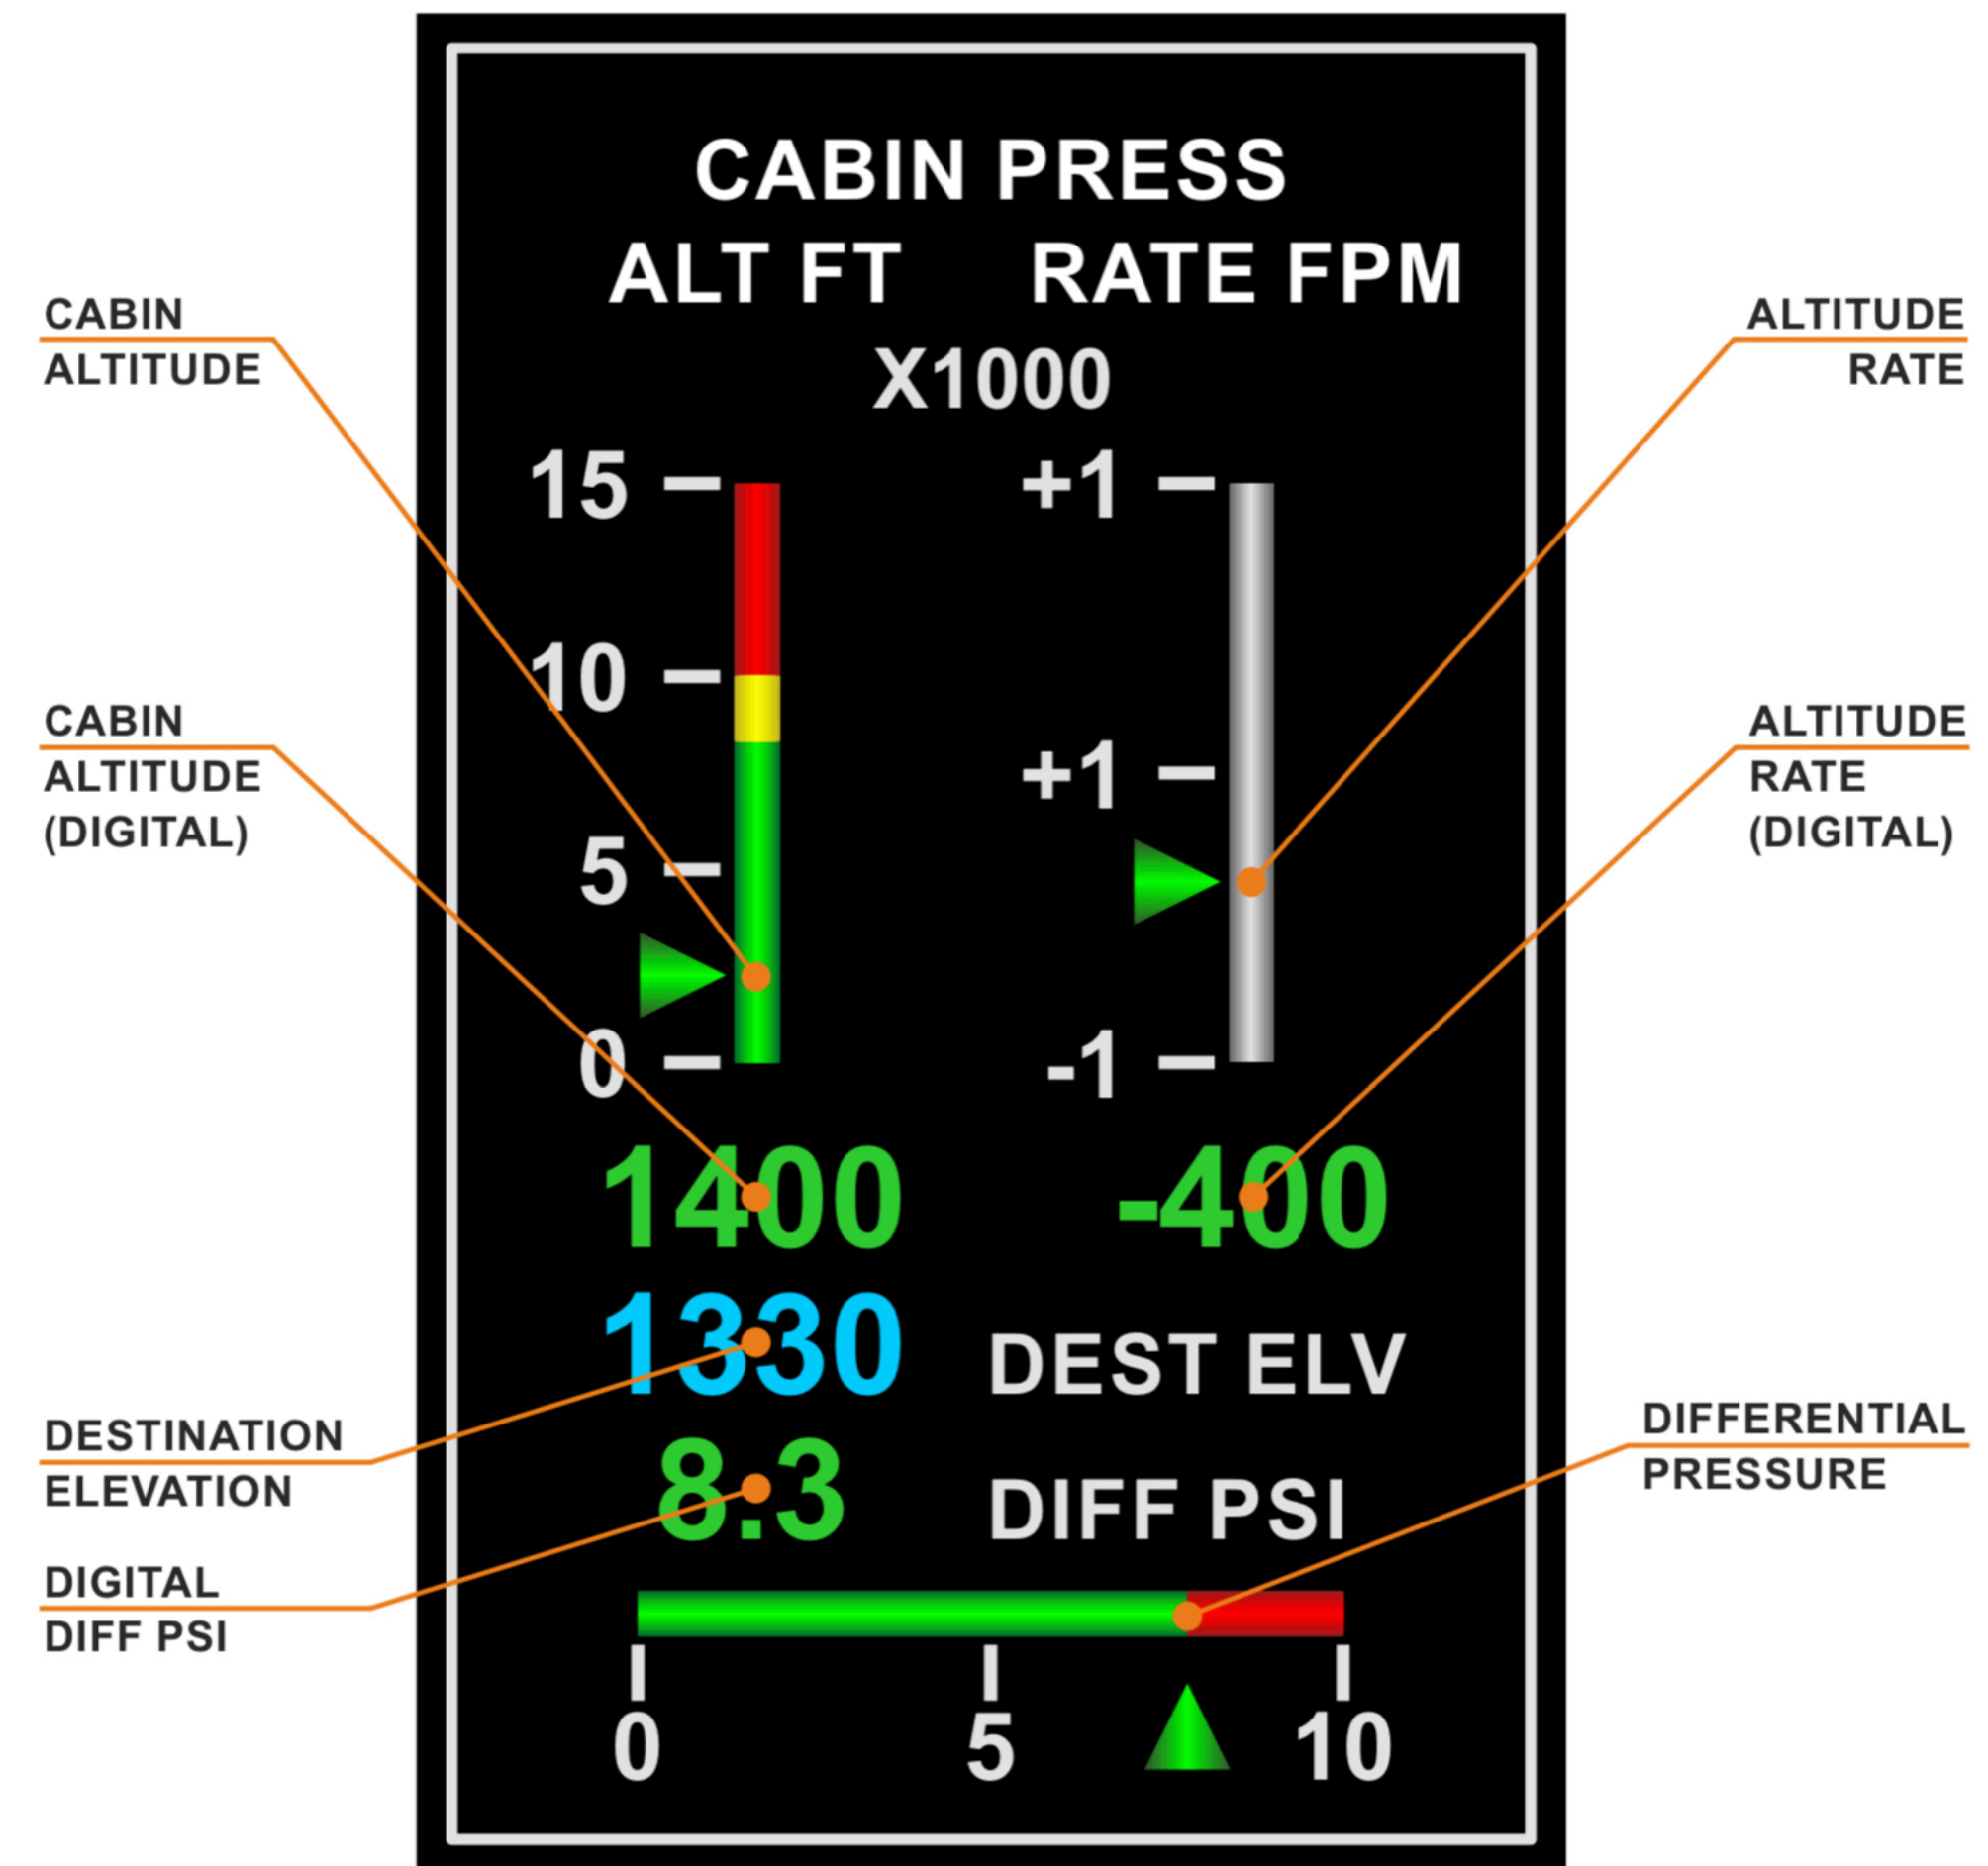 CABIN PRESS
ALT FT RATE FPM
X1000
CABIN
ALTITUDE
ALTITUDE
RATE
15
10
5
0
+1
+1
-1
CABIN
ALTITUDE
(DIGITAL)
ALTITUDE
RATE
(DIGITAL)
1400 -400
1330 DEST ELV
8.3 DIFF PSI
DESTINATION
ELEVATION
DIGITAL
DIFF PSI
DIFFERENTIAL
PRESSURE
0 5 10